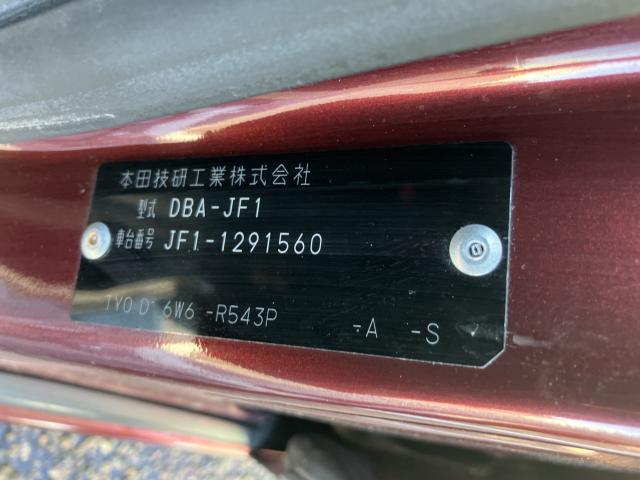 本田技研工業株式会社
型式 DBA-JF1
車台番号 JF1-1291560
6W6 -R543P -A -S